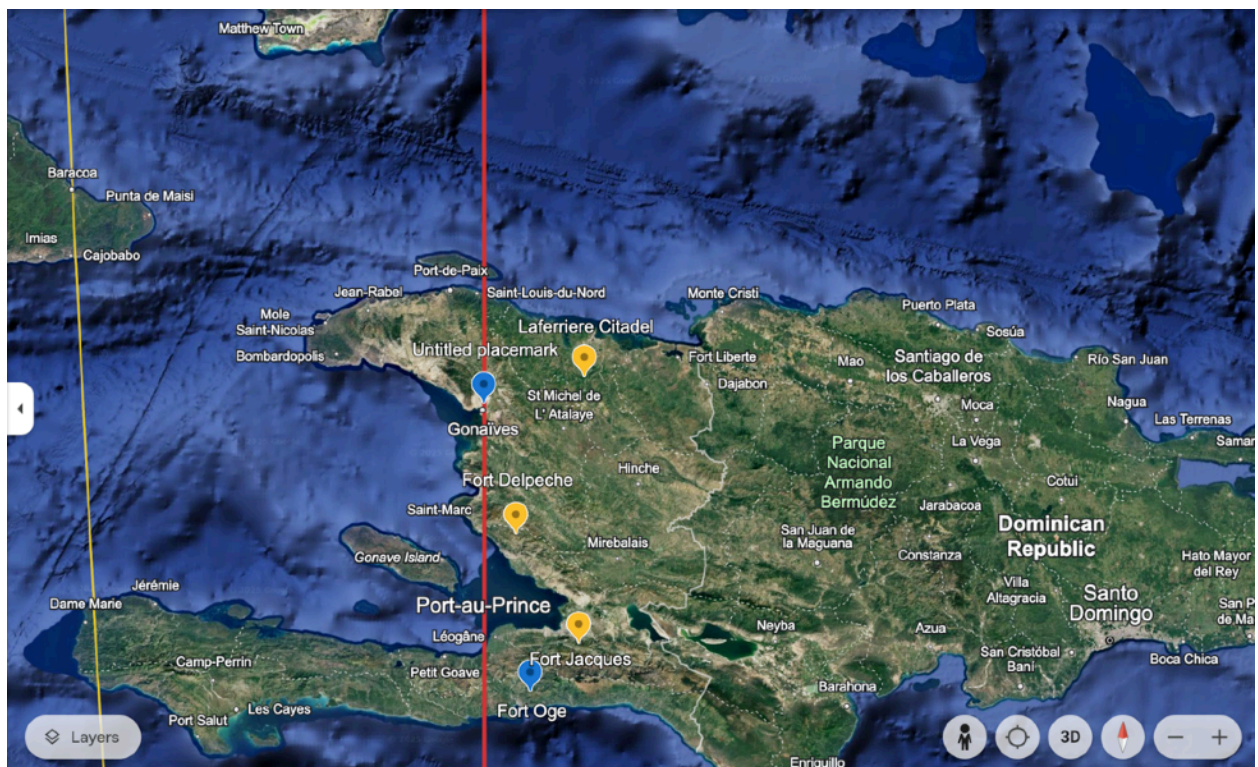 Matthew Town
Baracoa
Punta de Maisi
Imias
Cajobabo
Port-de-Paix
Jean-Rabel
Saint-Louis-du-Nord
Monte Cristi
Puerto Plata
Mole
Saint-Nicolas
Laferriere Citadel
Sosúa
Bombardopolis
Untitled placemark
Fort Liberte
Mao
Santiago de
los Caballeros
Río San Juan
Dajabon
St Michel de
L' Atalaye
Moca
Nagua
Las Terrenas
Gonaïves
Parque
Nacional
Armando
Bermúdez
La Vega
Samar
Hinche
Cotui
Fort Delpeche
Jarabacoa
Saint-Marc
Dominican
Republic
San Juan de
la Maguana
Mirebalais
Constanza
Gonave Island
Hato Mayor
del Rey
Villa
Altagracia
Jérémie
Dame Marie
Port-au-Prince
Santo
Domingo
San P
de Ma
Léogâne
Neyba
Azua
Camp-Perrin
Petit Goave
Fort Jacques
San Cristóbal
Bani
Boca Chica
Barahona
Les Cayes
Port Salut
Fort Oge
Layers
3D
Enriquillo